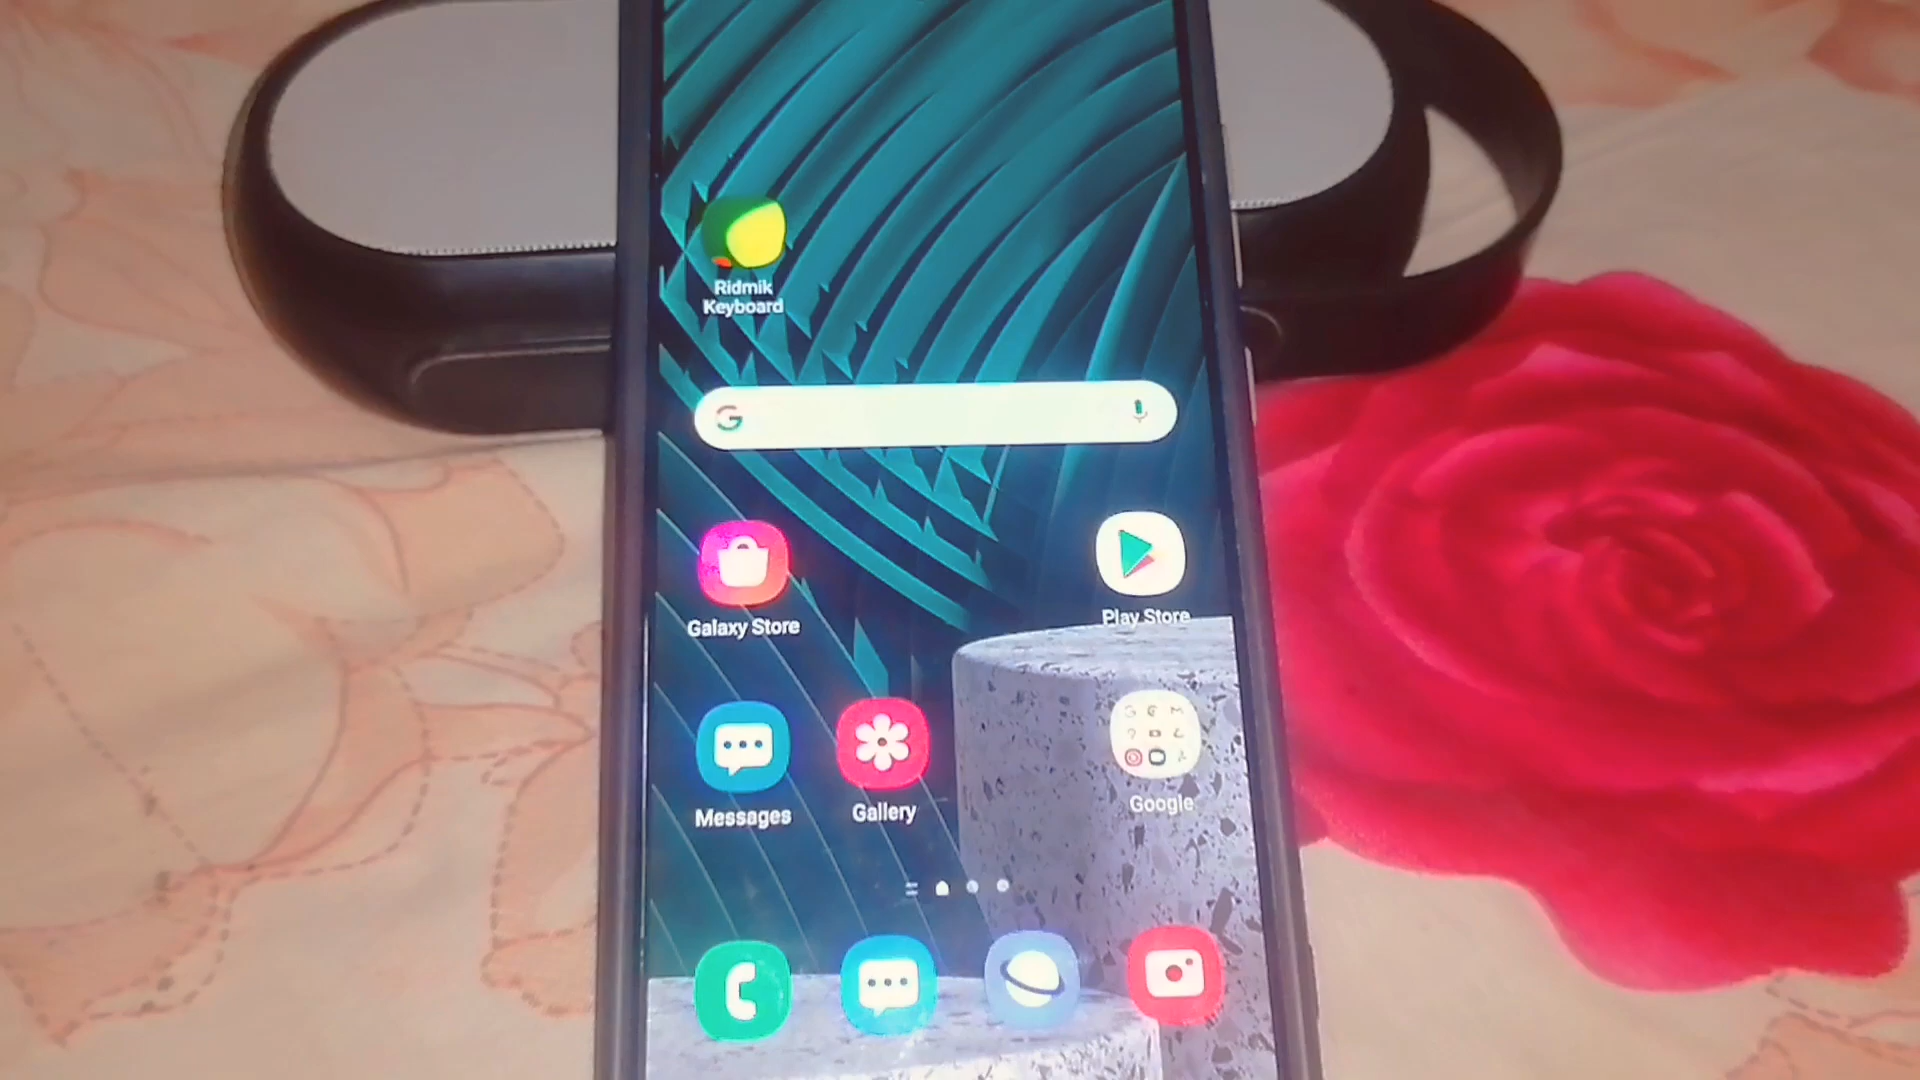 Ridmik
Keyboard
G
Galaxy Store
Play Store
Messages
Gallery
Google